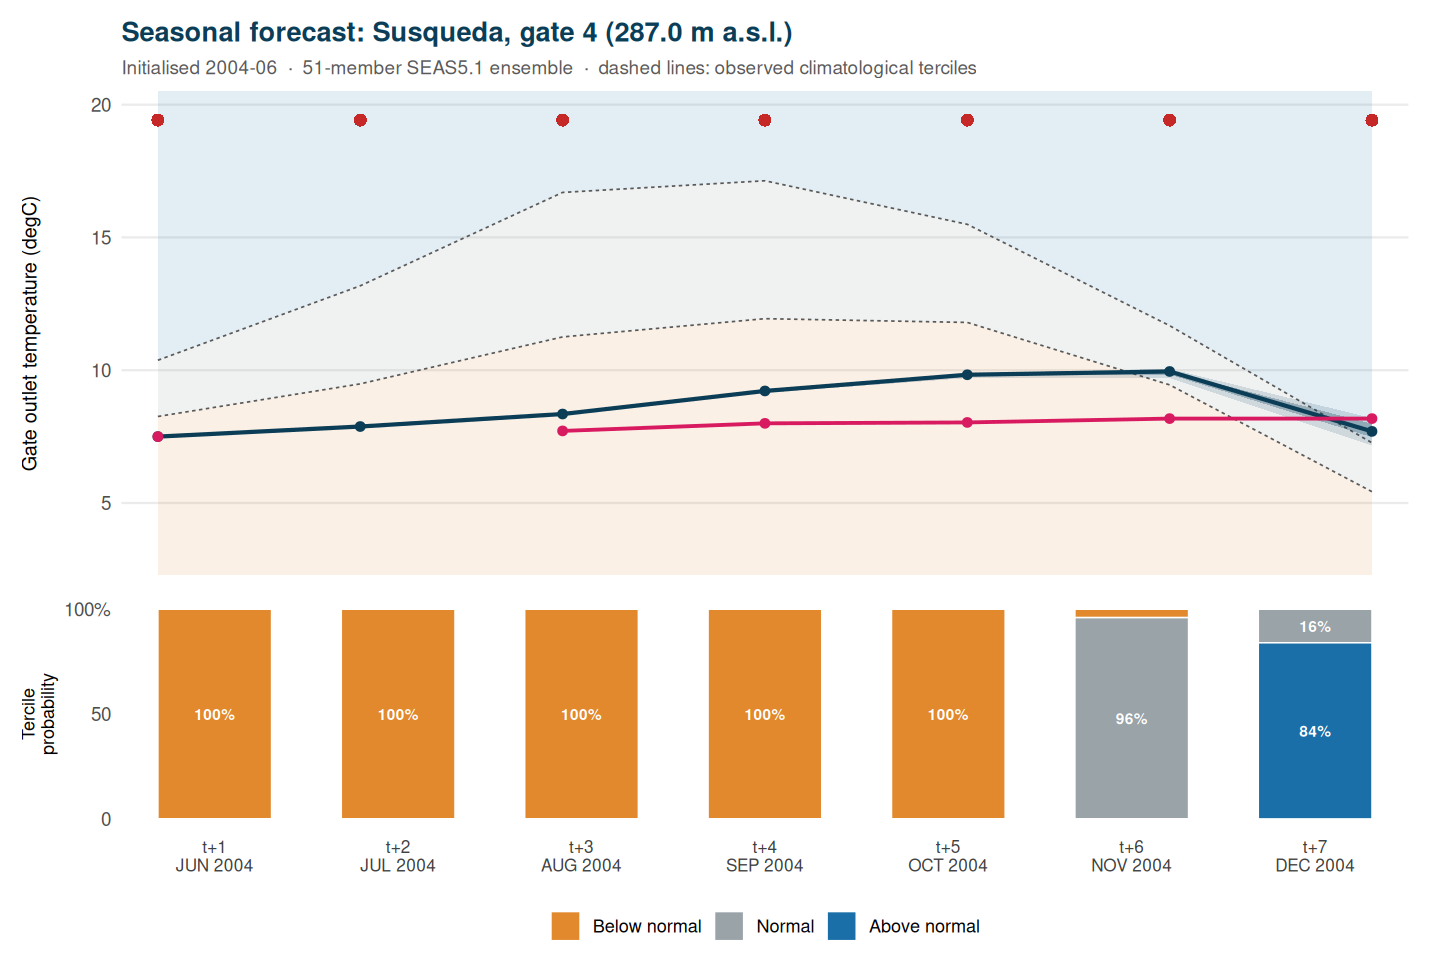 Seasonal forecast: Susqueda, gate 4 (287.0 m a.s.l.)
Initialised 2004-06 · 51-member SEAS5.1 ensemble · dashed lines: observed climatological terciles
Gate outlet temperature (degC)
20
15
10
5
Tercile
probability
100%
50
0
100%
100%
100%
100%
100%
96%
16%
84%
t+1
JUN 2004
t+2
JUL 2004
t+3
AUG 2004
t+4
SEP 2004
t+5
OCT 2004
t+6
NOV 2004
t+7
DEC 2004
Below normal
Normal
Above normal